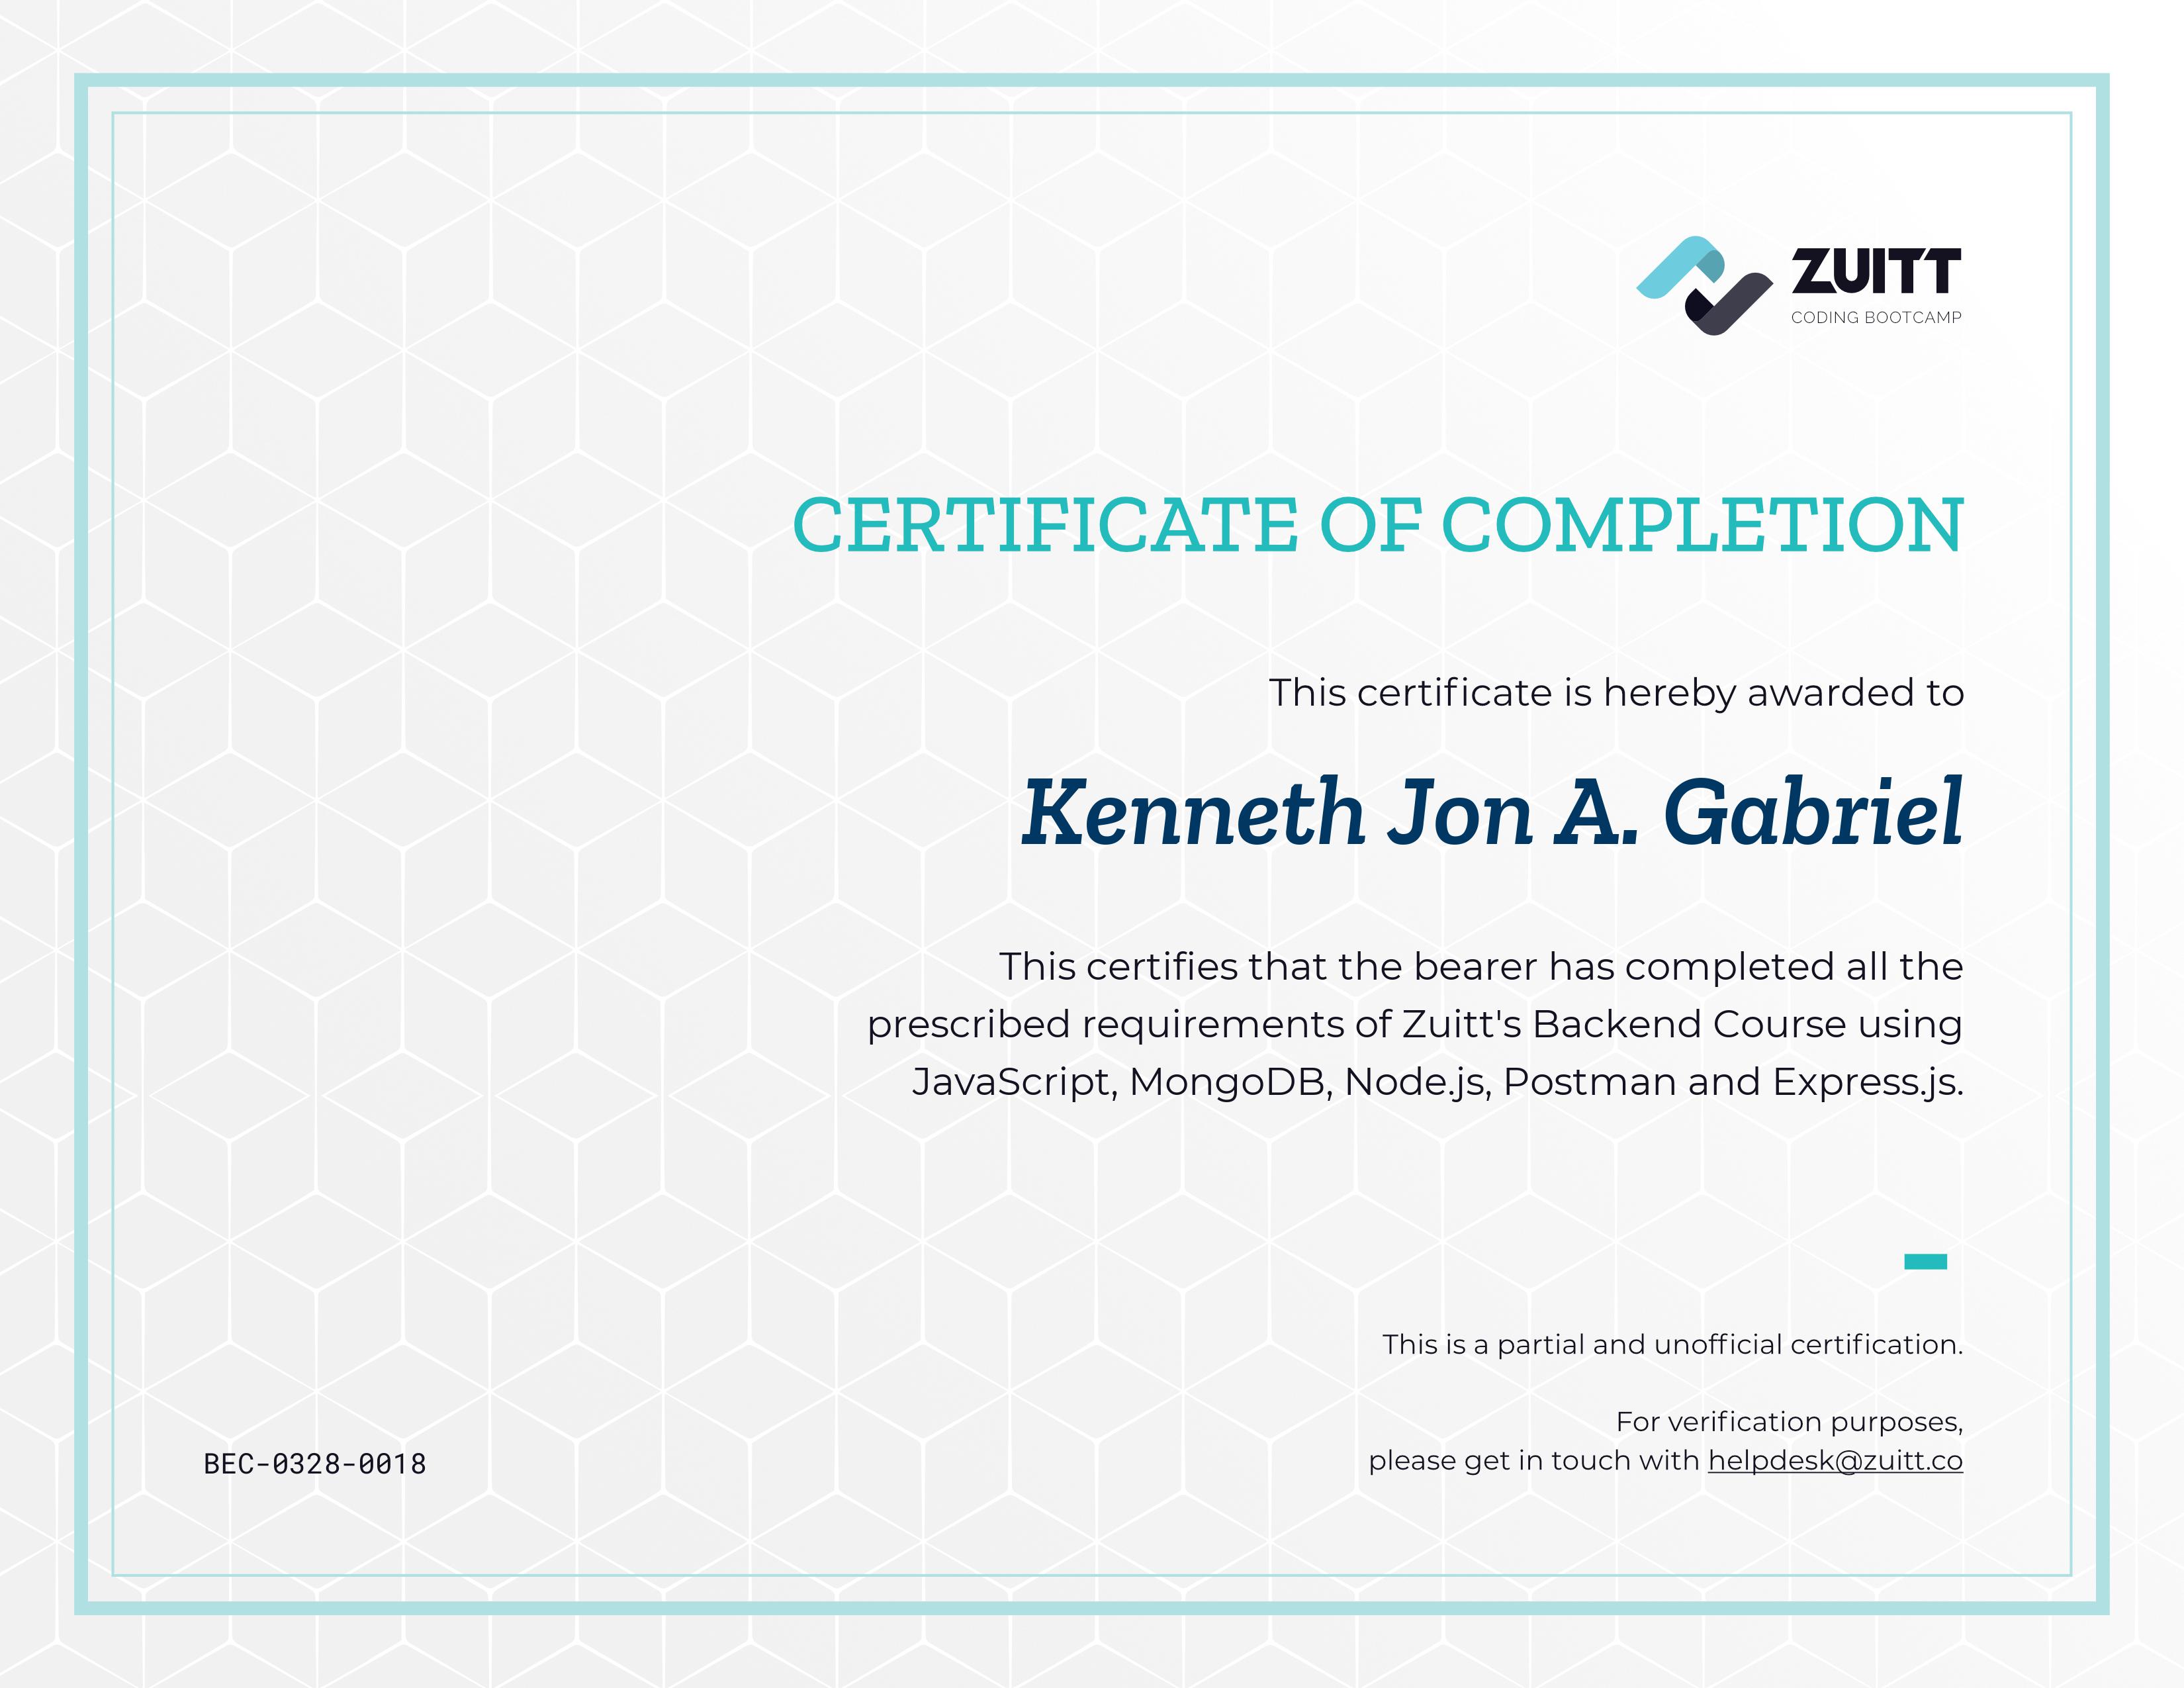 ZUITT
CODING BOOTCAMP
CERTIFICATE OF COMPLETION
This certificate is hereby awarded to
Kenneth Jon A. Gabriel
This certifies that the bearer has completed all the
prescribed requirements of Zuitt's Backend Course using
JavaScript, MongoDB, Node.js, Postman and Express.js.
This is a partial and unofficial certification.
For verification purposes,
please get in touch with helpdesk@zuitt.co
BEC-0328-0018